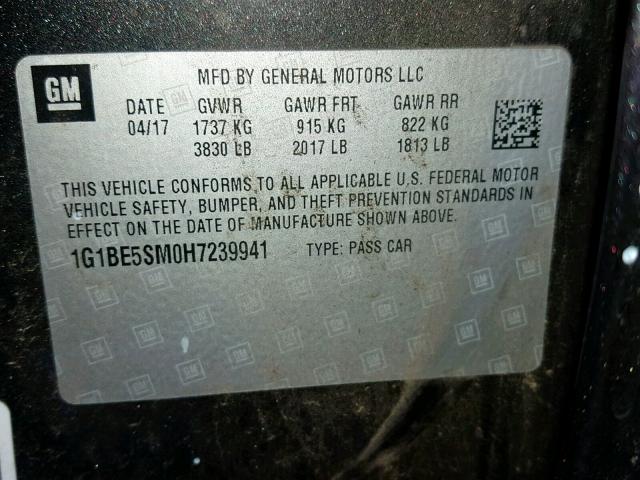 GM
MFD BY GENERAL MOTORS LLC
DATE GVWR GAWR FRT GAWR RR
04/17 1737 KG 915 KG 822 KG
3830 LB 2017 LB 1813 LB
THIS VEHICLE CONFORMS TO ALL APPLICABLE U.S. FEDERAL MOTOR
VEHICLE SAFETY, BUMPER, AND THEFT PREVENTION STANDARDS IN
EFFECT ON THE DATE OF MANUFACTURE SHOWN ABOVE.
1G1BE5SM0H7239941 TYPE: PASS CAR